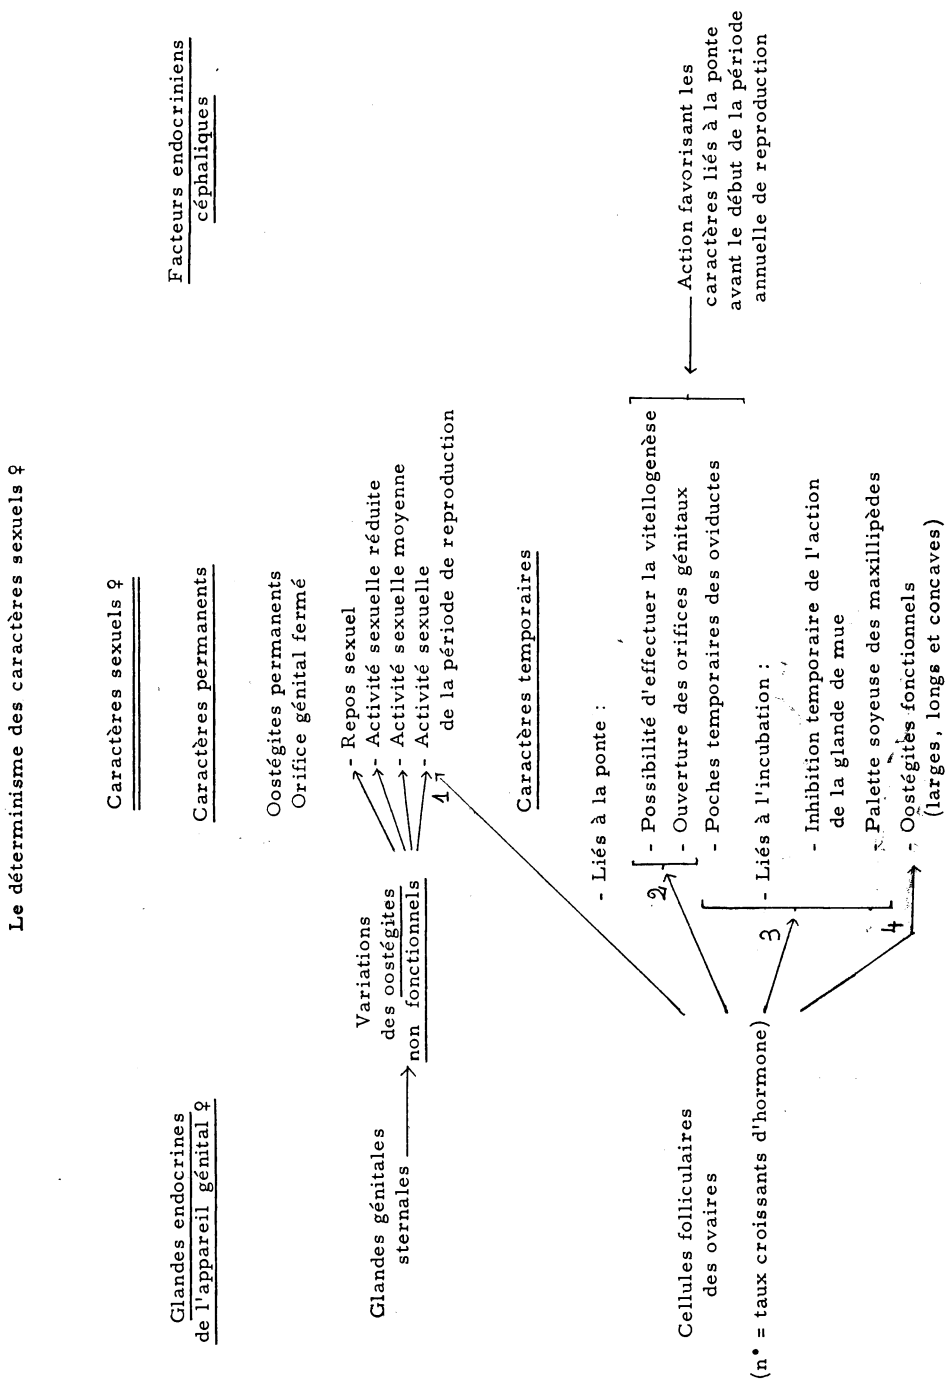 Le déterminisme des caractères sexuels ♀
Glandes endocrines
de l'appareil génital ♀
Caractères sexuels ♀
Facteurs endocriniens
céphaliques
Caractères permanents
Oostégites permanents
Orifice génital fermé
Glandes génitales
sternales
Variations
des oostégites
non fonctionnels
- Repos sexuel
- Activité sexuelle réduite
- Activité sexuelle moyenne
- Activité sexuelle
de la période de reproduction
1
Caractères temporaires
Cellules folliculaires
des ovaires
(n° = taux croissants d'hormone)
- Liés à la ponte :
2
- Possibilité d'effectuer la vitellogenèse
- Ouverture des orifices génitaux
- Poches temporaires des oviductes
Action favorisant les
caractères liés à la ponte
avant le début de la période
annuelle de reproduction
3
- Liés à l'incubation :
- Inhibition temporaire de l'action
de la glande de mue
- Palette soyeuse des maxillipèdes
4
- Oostégites fonctionnels
(larges, longs et concaves)